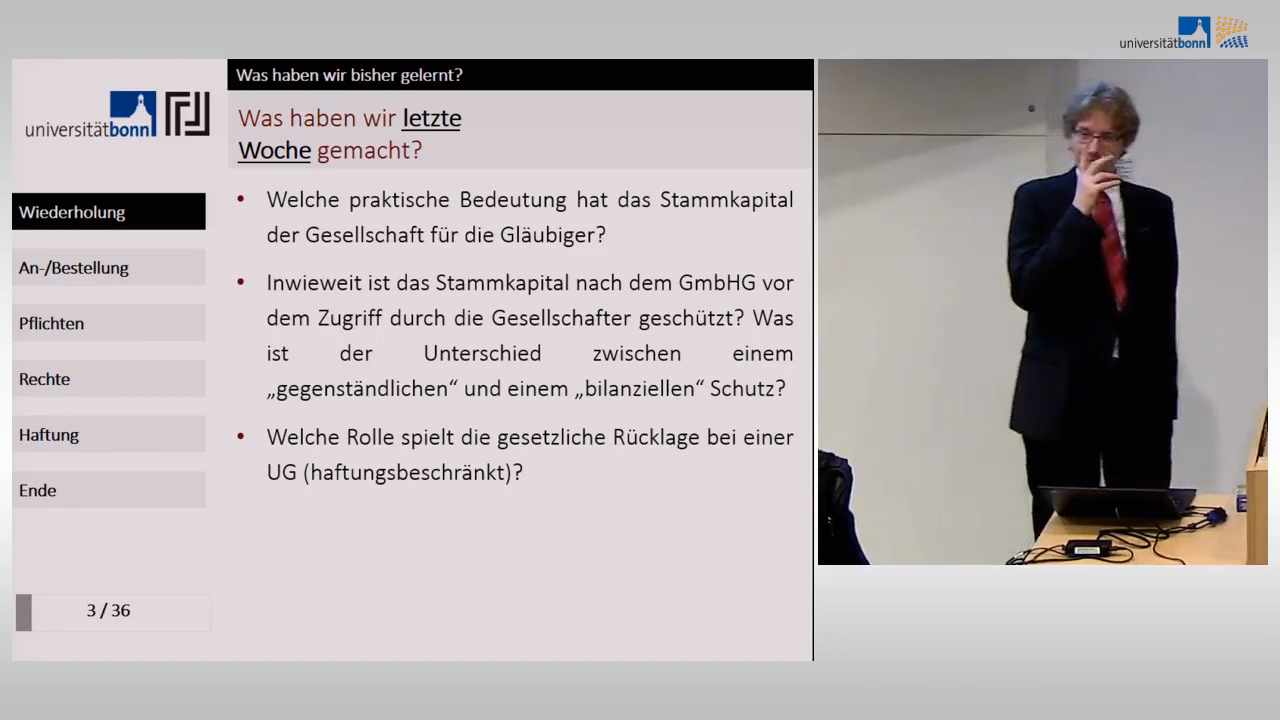 universitätbonn
Was haben wir bisher gelernt?
universitätbonn
Was haben wir letzte
Woche gemacht?
Wiederholung
An-/Bestellung
Pflichten
Rechte
Haftung
Ende
• Welche praktische Bedeutung hat das Stammkapital
der Gesellschaft für die Gläubiger?
• Inwieweit ist das Stammkapital nach dem GmbHG vor
dem Zugriff durch die Gesellschafter geschützt? Was
ist der Unterschied zwischen einem
„gegenständlichen“ und einem „bilanziellen“ Schutz?
• Welche Rolle spielt die gesetzliche Rücklage bei einer
UG (haftungsbeschränkt)?
3 / 36